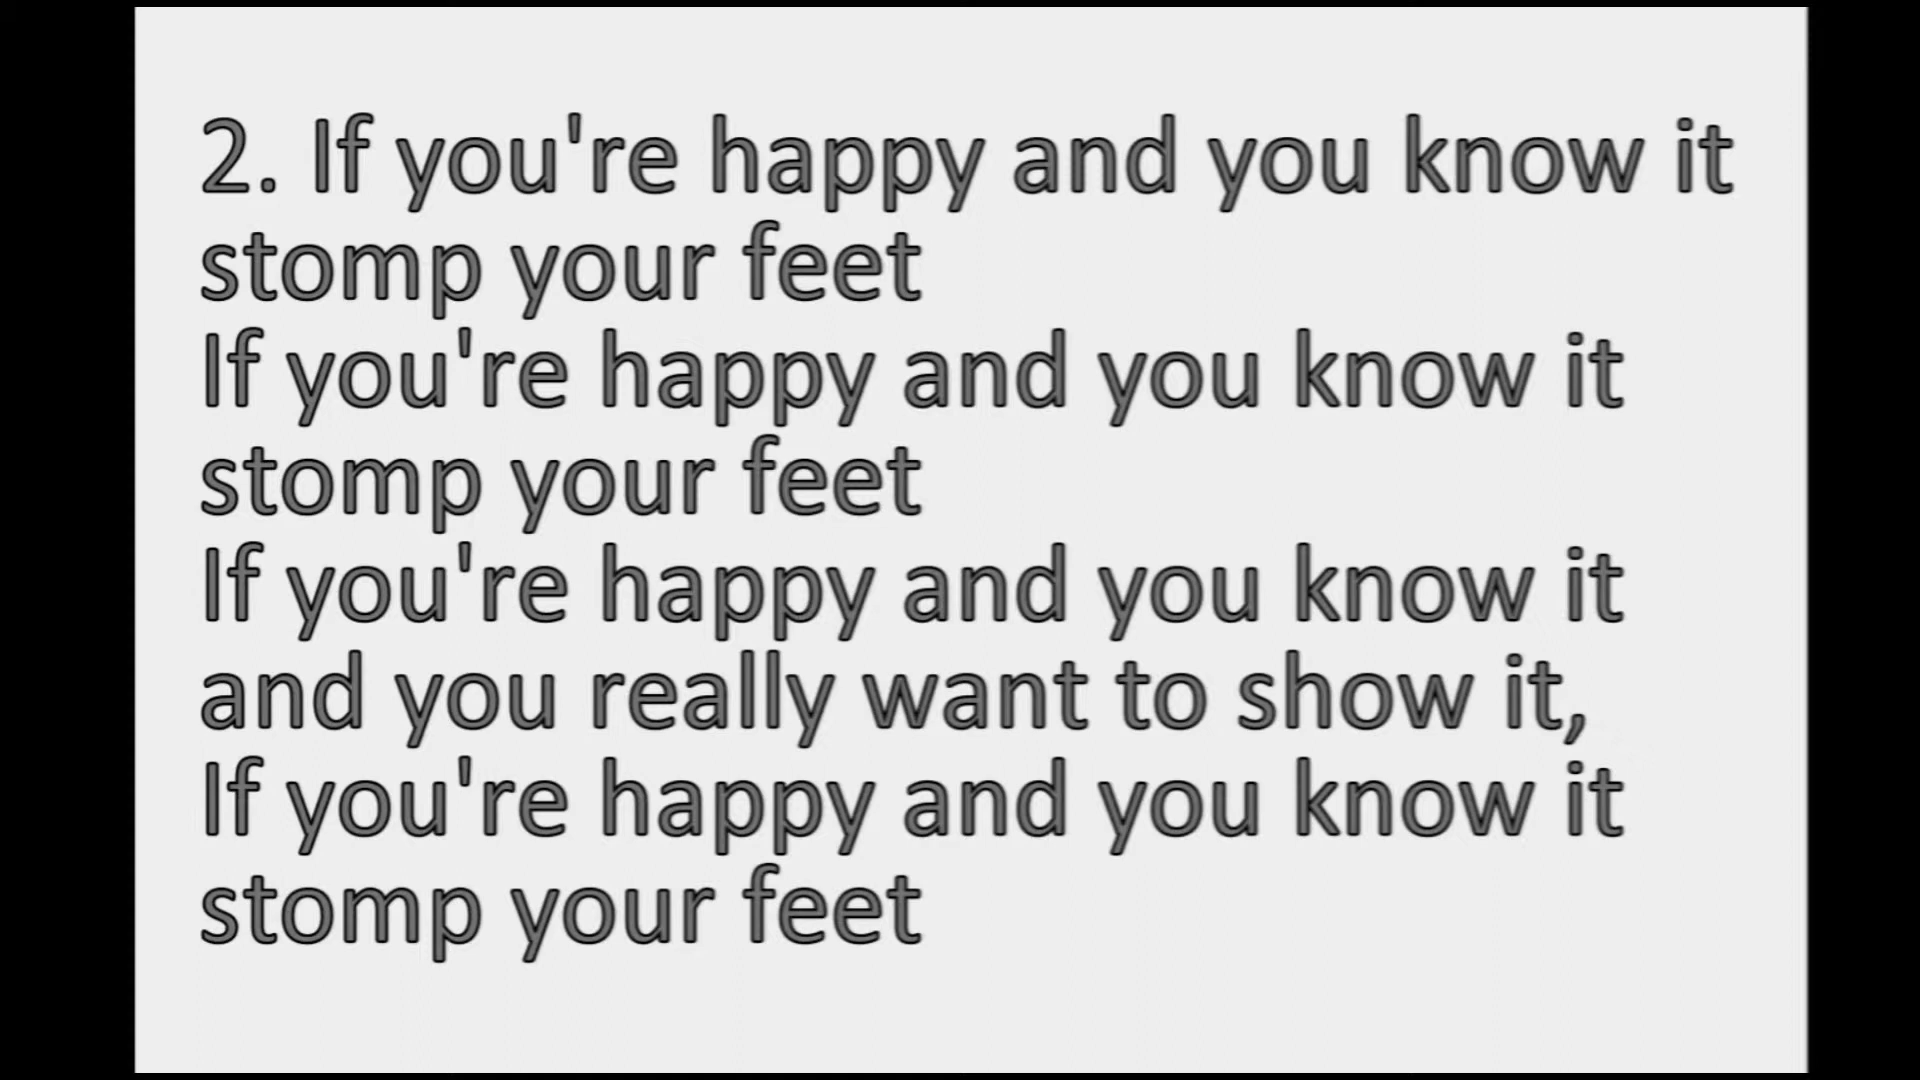 2. If you're happy and you know it
stomp your feet
If you're happy and you know it
stomp your feet
If you're happy and you know it
and you really want to show it,
If you're happy and you know it
stomp your feet